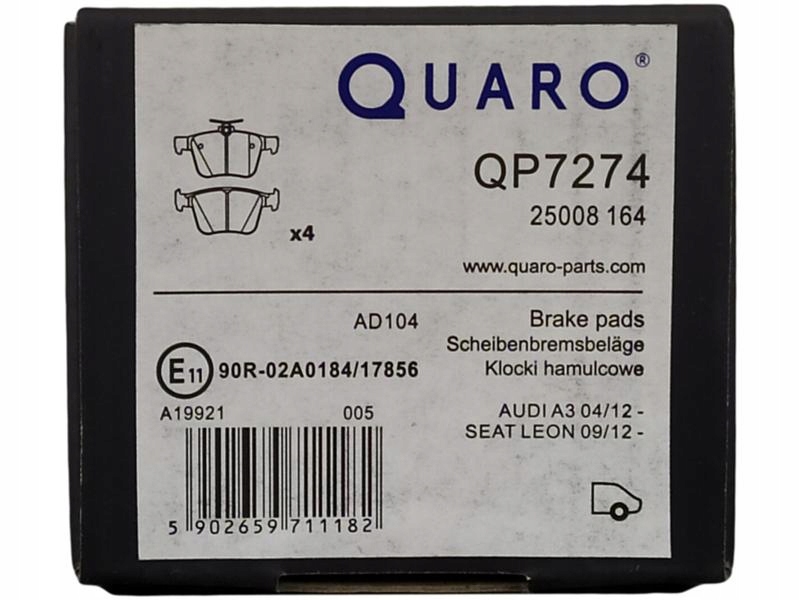 QUARO®
QP7274
25008 164
x4
www.quaro-parts.com
AD104
Brake pads
Scheibenbremsbeläge
E11 90R-02A0184/17856
Klocki hamulcowe
A19921 005
AUDI A3 04/12 -
SEAT LEON 09/12 -
5 902659 711182